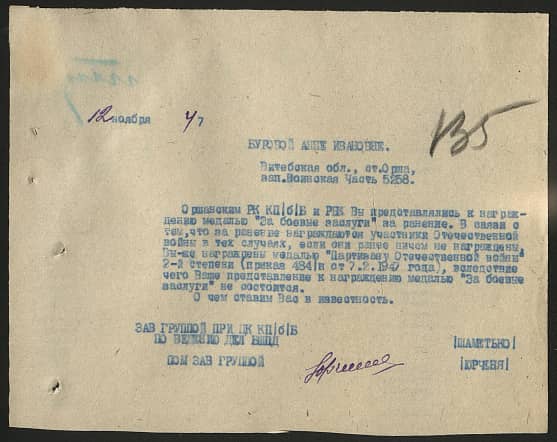 12 ноября 47
135
БУРОВОЙ АННЕ ИВАНОВНЕ.
Витебская обл., ст.Орша,
зап.Воинская Часть 5258.
Оршанским РК КП/б/Б и РВК Вы представлялись к награж-
дению медалью "За боевые заслуги" за ранение. В связи с
тем, что за ранение награждаются участники Отечественной
войны в тех случаях, если они ранее ничем не награждены,
Вы-же награждены медалью "Партизану Отечественной войны"
2-й степени (приказ 484/н от 7.2.1947 года), вследствие
чего Ваше представление к награждению медалью "За боевые
заслуги" не состоится.
О чем ставим Вас в известность.
ЗАВ ГРУППОЙ ПРИ ЦК КП/б/Б
ПО ВЕДЕНИЮ ДЕЛ БШПД /ШАМЕТЬКО/
ПОМ ЗАВ ГРУППОЙ /ЮРЧЕНЯ/